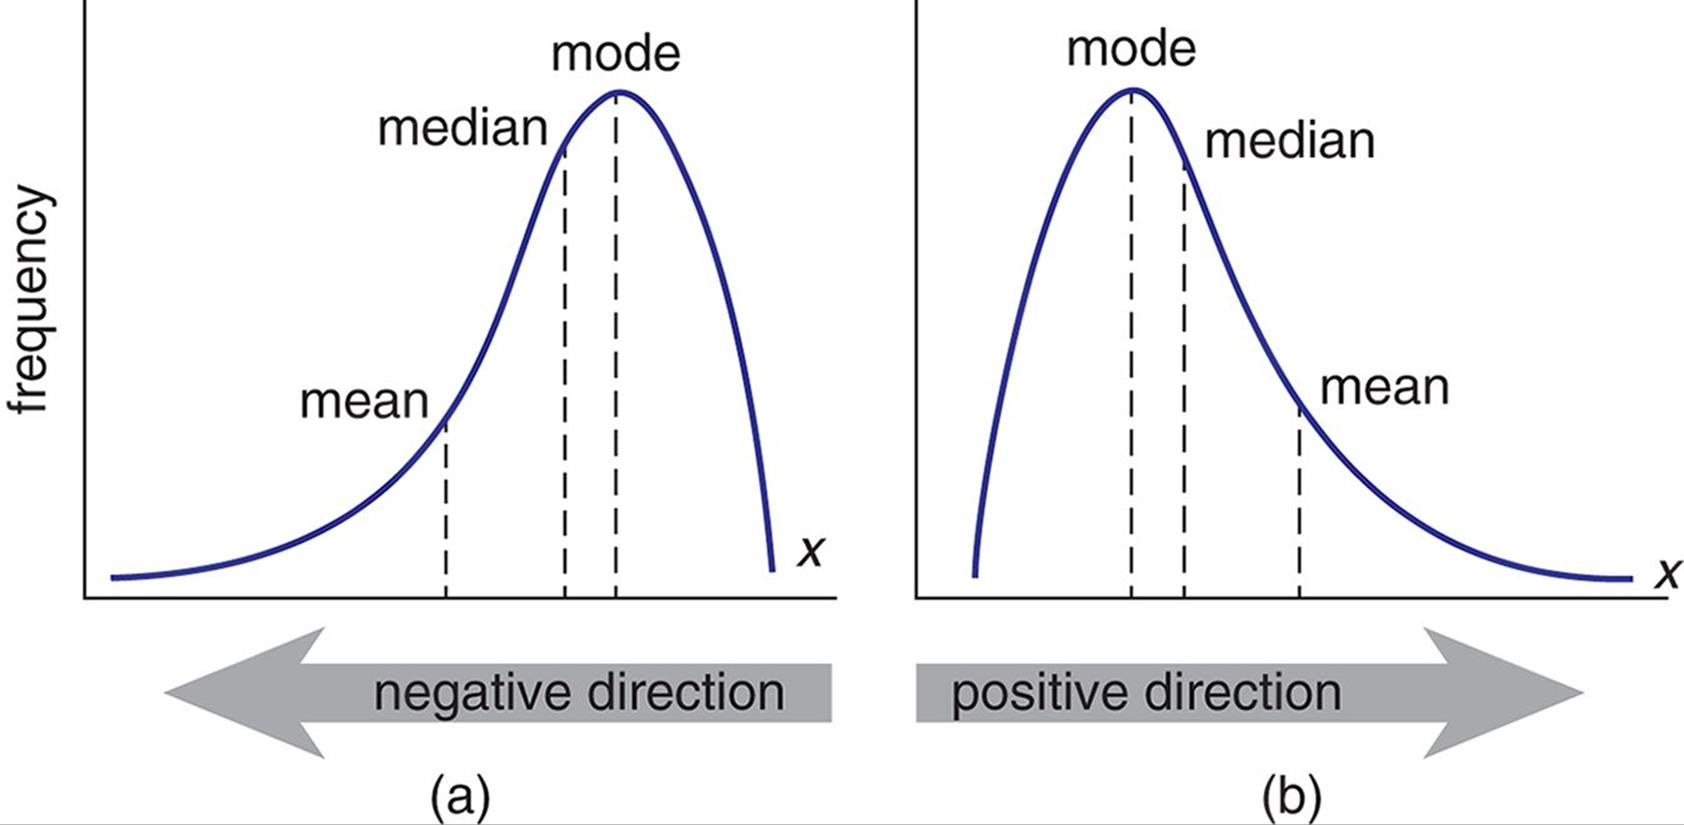 frequency
mode
median
mean
x
negative direction
(a)
mode
median
mean
x
positive direction
(b)